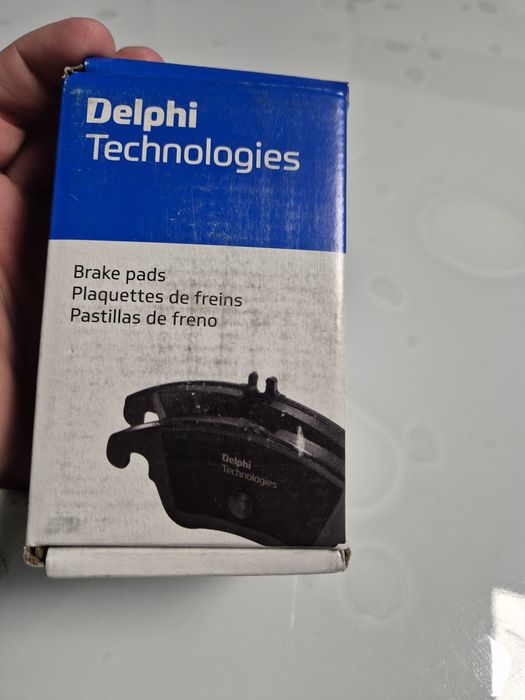 Delphi
Technologies
Brake pads
Plaquettes de freins
Pastillas de freno
Delphi
Technologies